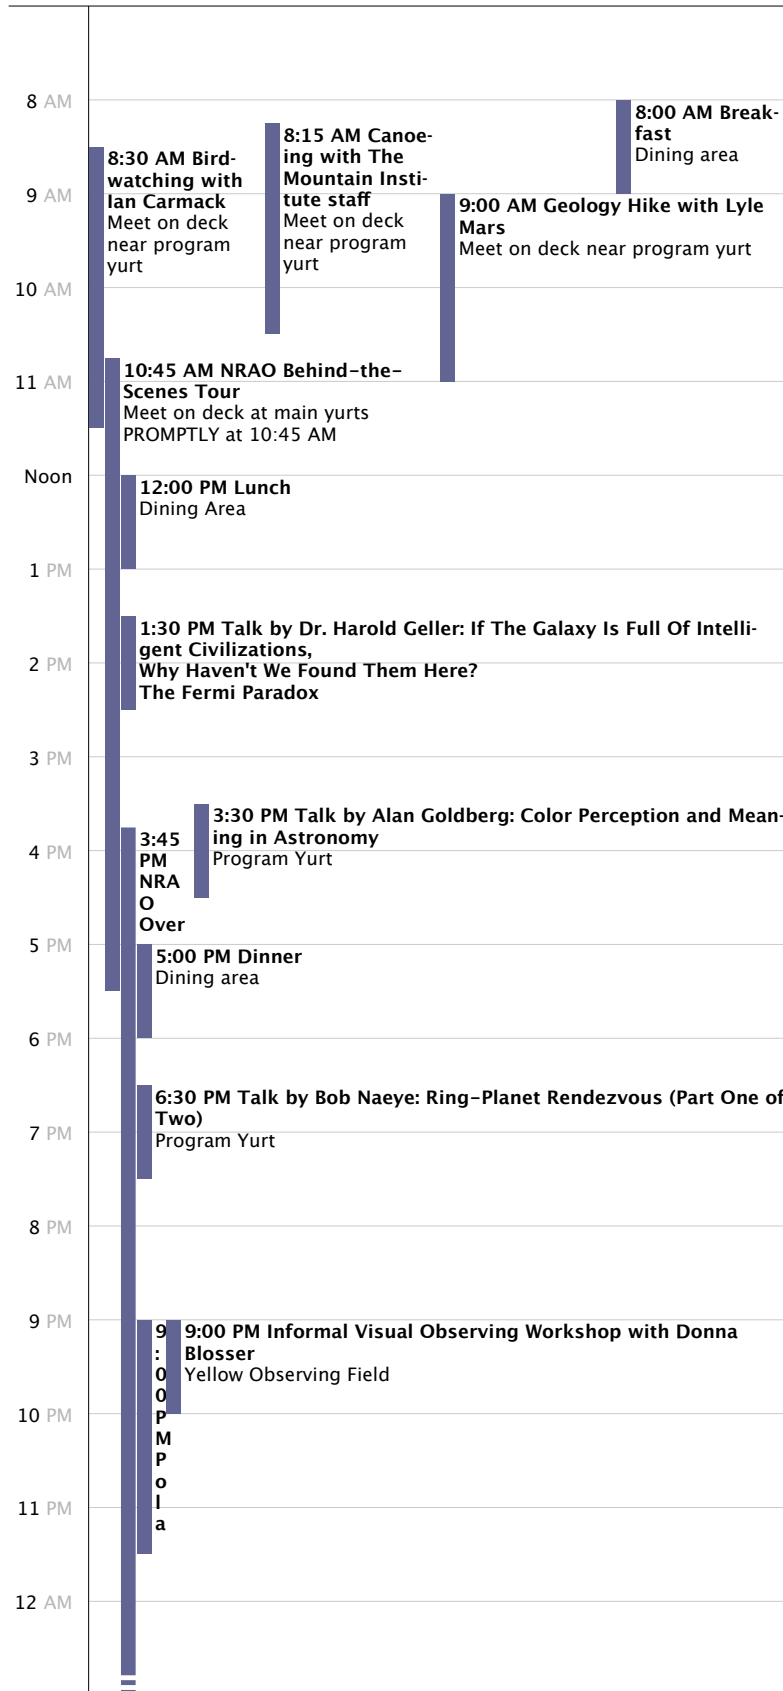 8 AM
8:00 AM Break-
fast
Dining area
8:15 AM Canoe-
ing with The
Mountain Insti-
tute staff
Meet on deck
near program
yurt
8:30 AM Bird-
watching with
Ian Carmack
Meet on deck
near program
yurt
9 AM
9:00 AM Geology Hike with Lyle
Mars
Meet on deck near program yurt
10 AM
10:45 AM NRAO Behind-the-
Scenes Tour
Meet on deck at main yurts
PROMPTLY at 10:45 AM
11 AM
Noon
12:00 PM Lunch
Dining Area
1 PM
1:30 PM Talk by Dr. Harold Geller: If The Galaxy Is Full Of Intelli-
gent Civilizations,
Why Haven't We Found Them Here?
The Fermi Paradox
2 PM
3 PM
3:30 PM Talk by Alan Goldberg: Color Perception and Mean-
ing in Astronomy
Program Yurt
3:45
PM
NRA
O
Over
4 PM
5 PM
5:00 PM Dinner
Dining area
6 PM
6:30 PM Talk by Bob Naeye: Ring-Planet Rendezvous (Part One of
Two)
Program Yurt
7 PM
8 PM
9 PM
9
:
0
0
P
M
P
o
l
a
9:00 PM Informal Visual Observing Workshop with Donna
Blosser
Yellow Observing Field
10 PM
11 PM
12 AM